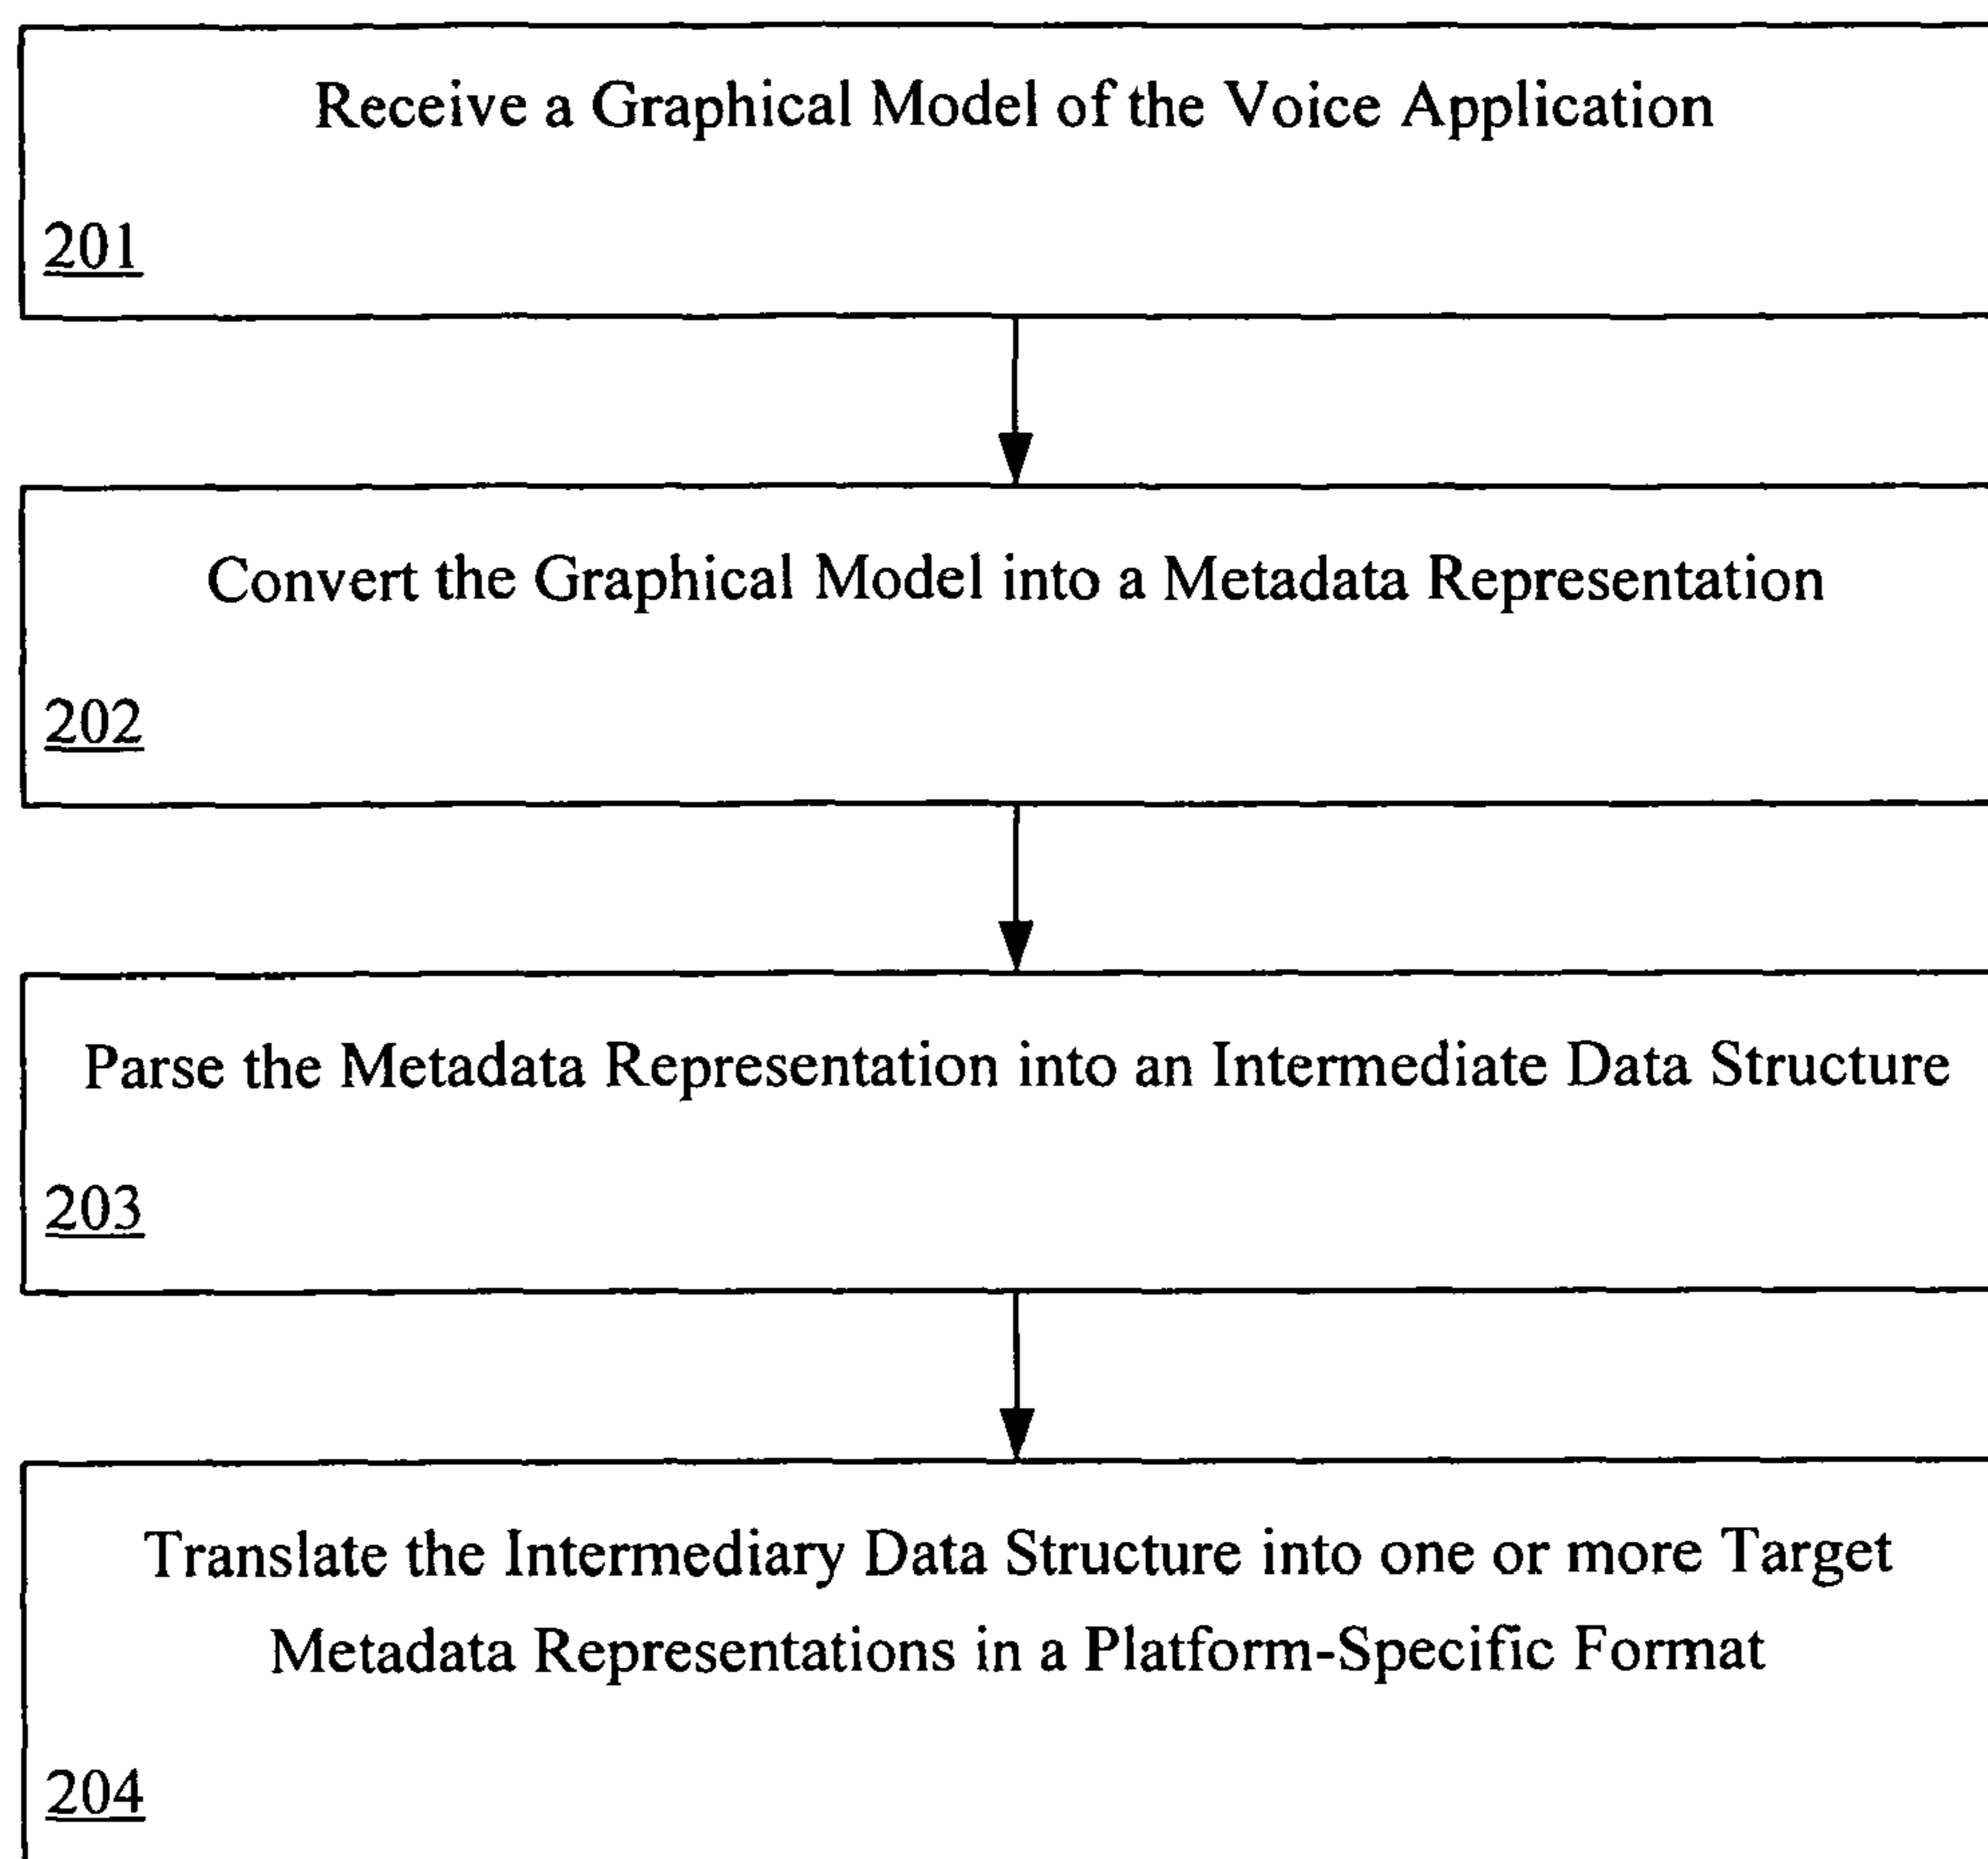 Receive a Graphical Model of the Voice Application
201
Convert the Graphical Model into a Metadata Representation
202
Parse the Metadata Representation into an Intermediate Data Structure
203
Translate the Intermediary Data Structure into one or more Target
Metadata Representations in a Platform-Specific Format
204